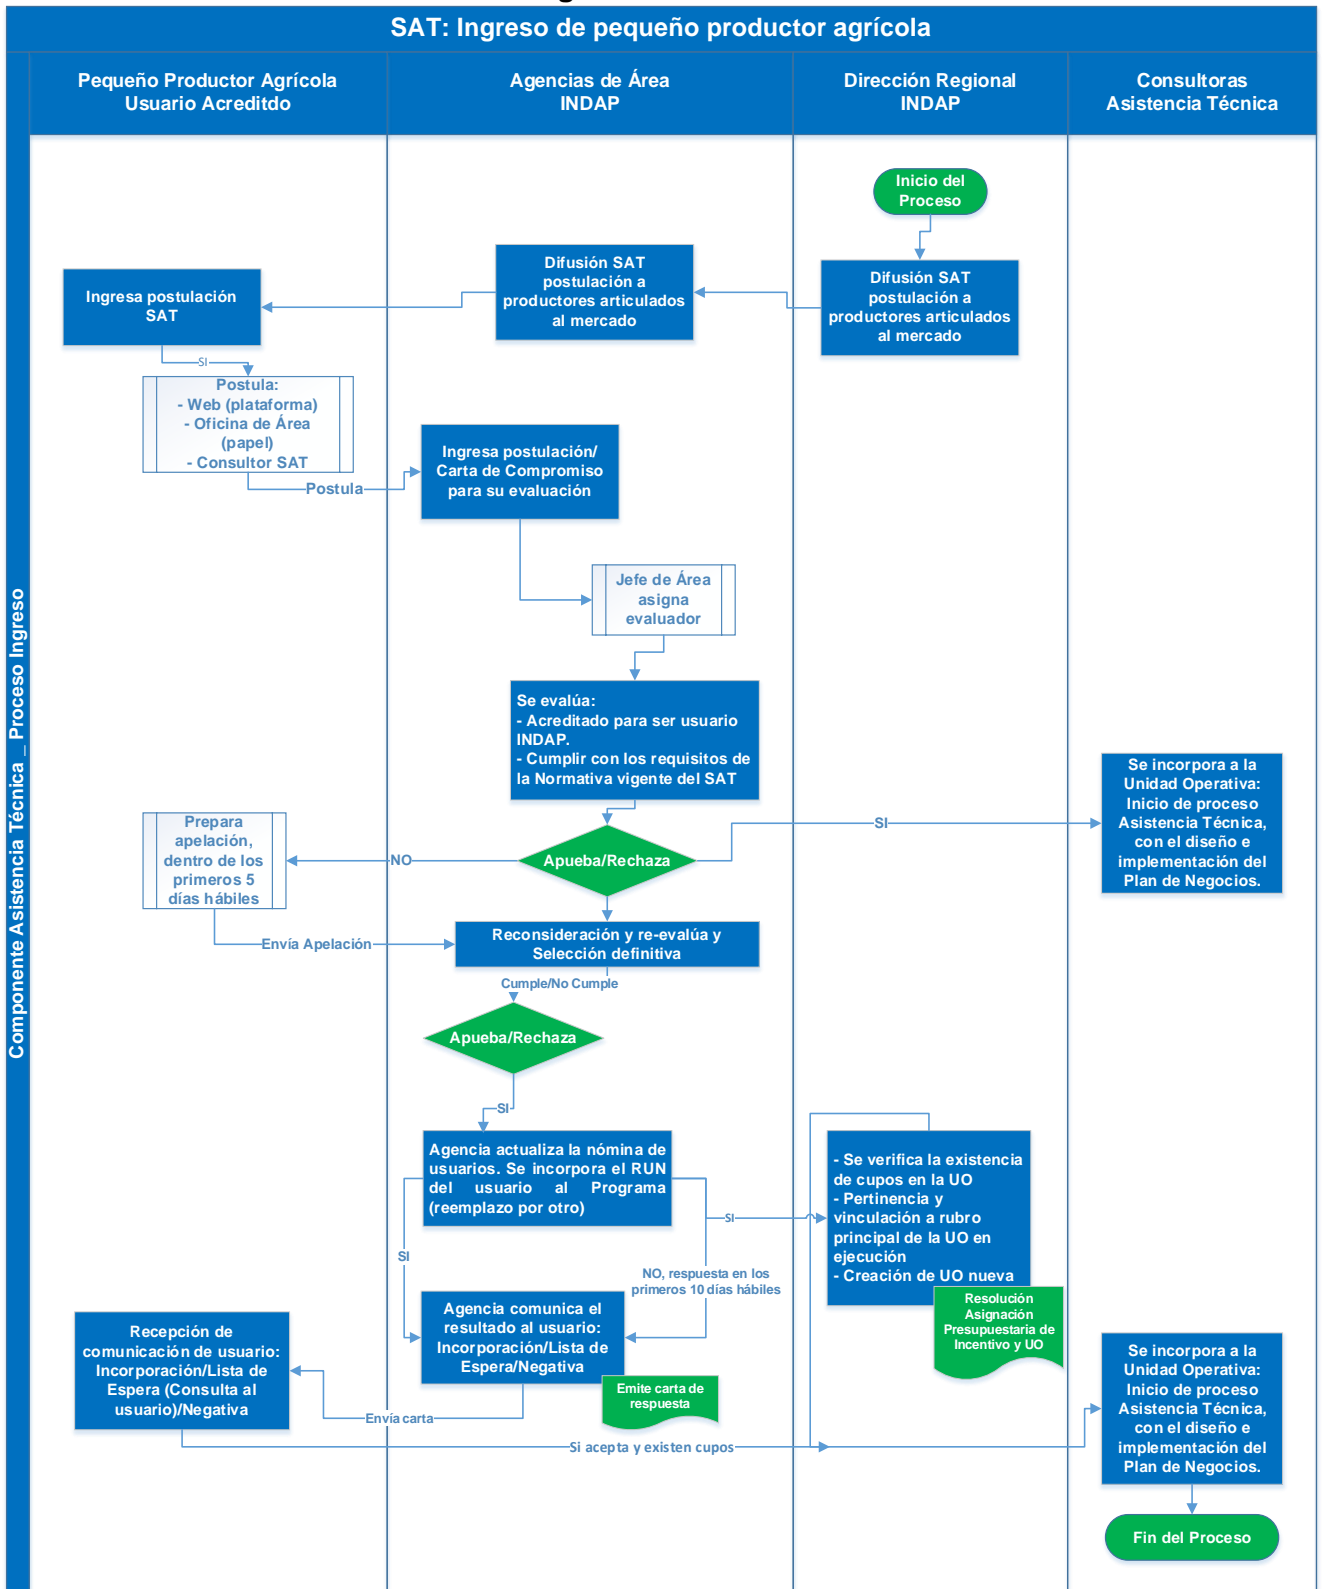 SAT: Ingreso de pequeño productor agrícola
Componente Asistencia Técnica _ Proceso Ingreso
Pequeño Productor Agrícola
Usuario Acreditdo
Agencias de Área
INDAP
Dirección Regional
INDAP
Consultoras
Asistencia Técnica
Inicio del
Proceso
Difusión SAT
postulación a
productores articulados
al mercado
Difusión SAT
postulación a
productores articulados
al mercado
Ingresa postulación
SAT
SI
Postula:
- Web (plataforma)
- Oficina de Área
(papel)
- Consultor SAT
Postula
Ingresa postulación/
Carta de Compromiso
para su evaluación
Jefe de Área
asigna
evaluador
Se evalúa:
- Acreditado para ser usuario
INDAP.
- Cumplir con los requisitos de
la Normativa vigente del SAT
Apueba/Rechaza
SI
Se incorpora a la
Unidad Operativa:
Inicio de proceso
Asistencia Técnica,
con el diseño e
implementación del
Plan de Negocios.
NO
Prepara
apelación,
dentro de los
primeros 5
días hábiles
Envía Apelación
Reconsideración y re-evalúa y
Selección definitiva
Cumple/No Cumple
Apueba/Rechaza
SI
Agencia actualiza la nómina de
usuarios. Se incorpora el RUN
del usuario al Programa
(reemplazo por otro)
SI
SI
NO, respuesta en los
primeros 10 días hábiles
- Se verifica la existencia
de cupos en la UO
- Pertinencia y
vinculación a rubro
principal de la UO en
ejecución
- Creación de UO nueva
Resolución
Asignación
Presupuestaria de
Incentivo y UO
Agencia comunica el
resultado al usuario:
Incorporación/Lista de
Espera/Negativa
Emite carta de
respuesta
Envía carta
Recepción de
comunicación de usuario:
Incorporación/Lista de
Espera (Consulta al
usuario)/Negativa
Si acepta y existen cupos
Se incorpora a la
Unidad Operativa:
Inicio de proceso
Asistencia Técnica,
con el diseño e
implementación del
Plan de Negocios.
Fin del Proceso